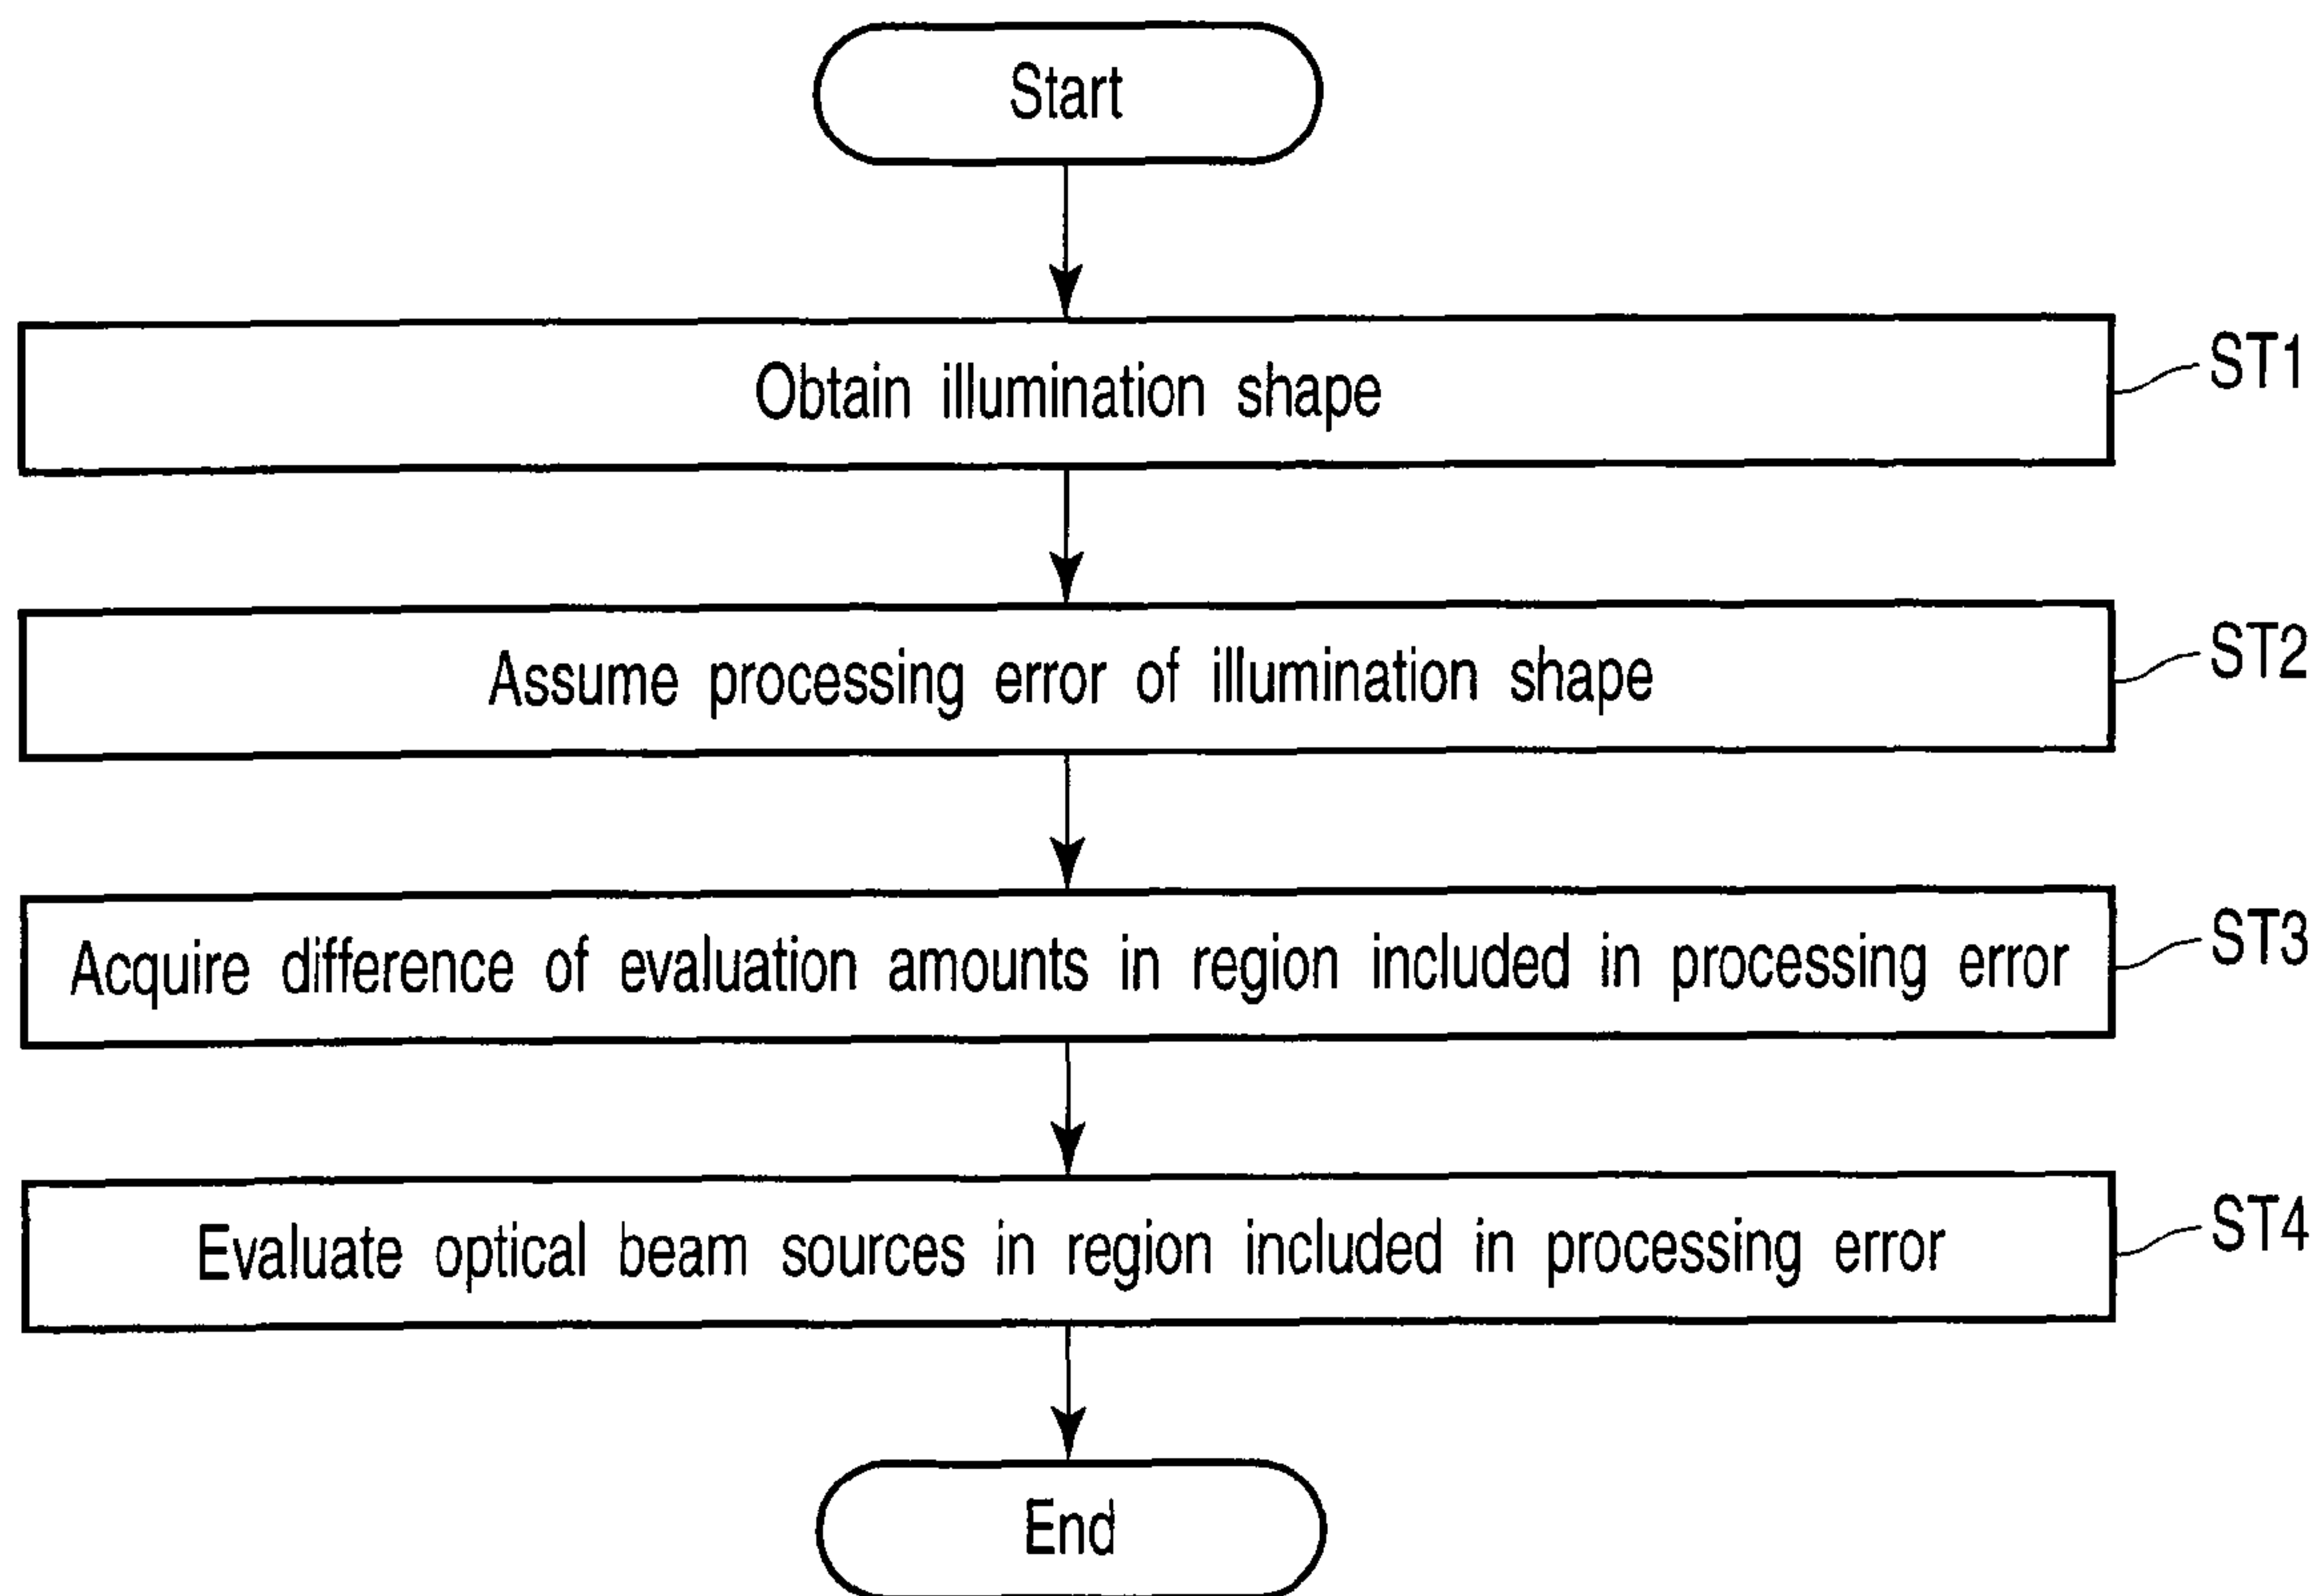 Start
Obtain illumination shape
ST1
Assume processing error of illumination shape
ST2
Acquire difference of evaluation amounts in region included in processing error
ST3
Evaluate optical beam sources in region included in processing error
ST4
End